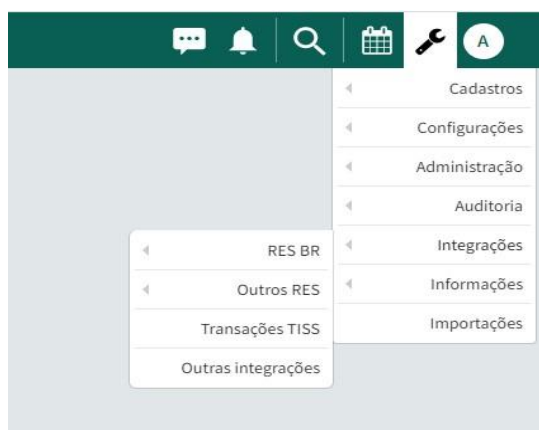 A
Cadastros
Configurações
Administração
Auditoria
Integrações
Informações
Importações
RES BR
Outros RES
Transações TISS
Outras integrações